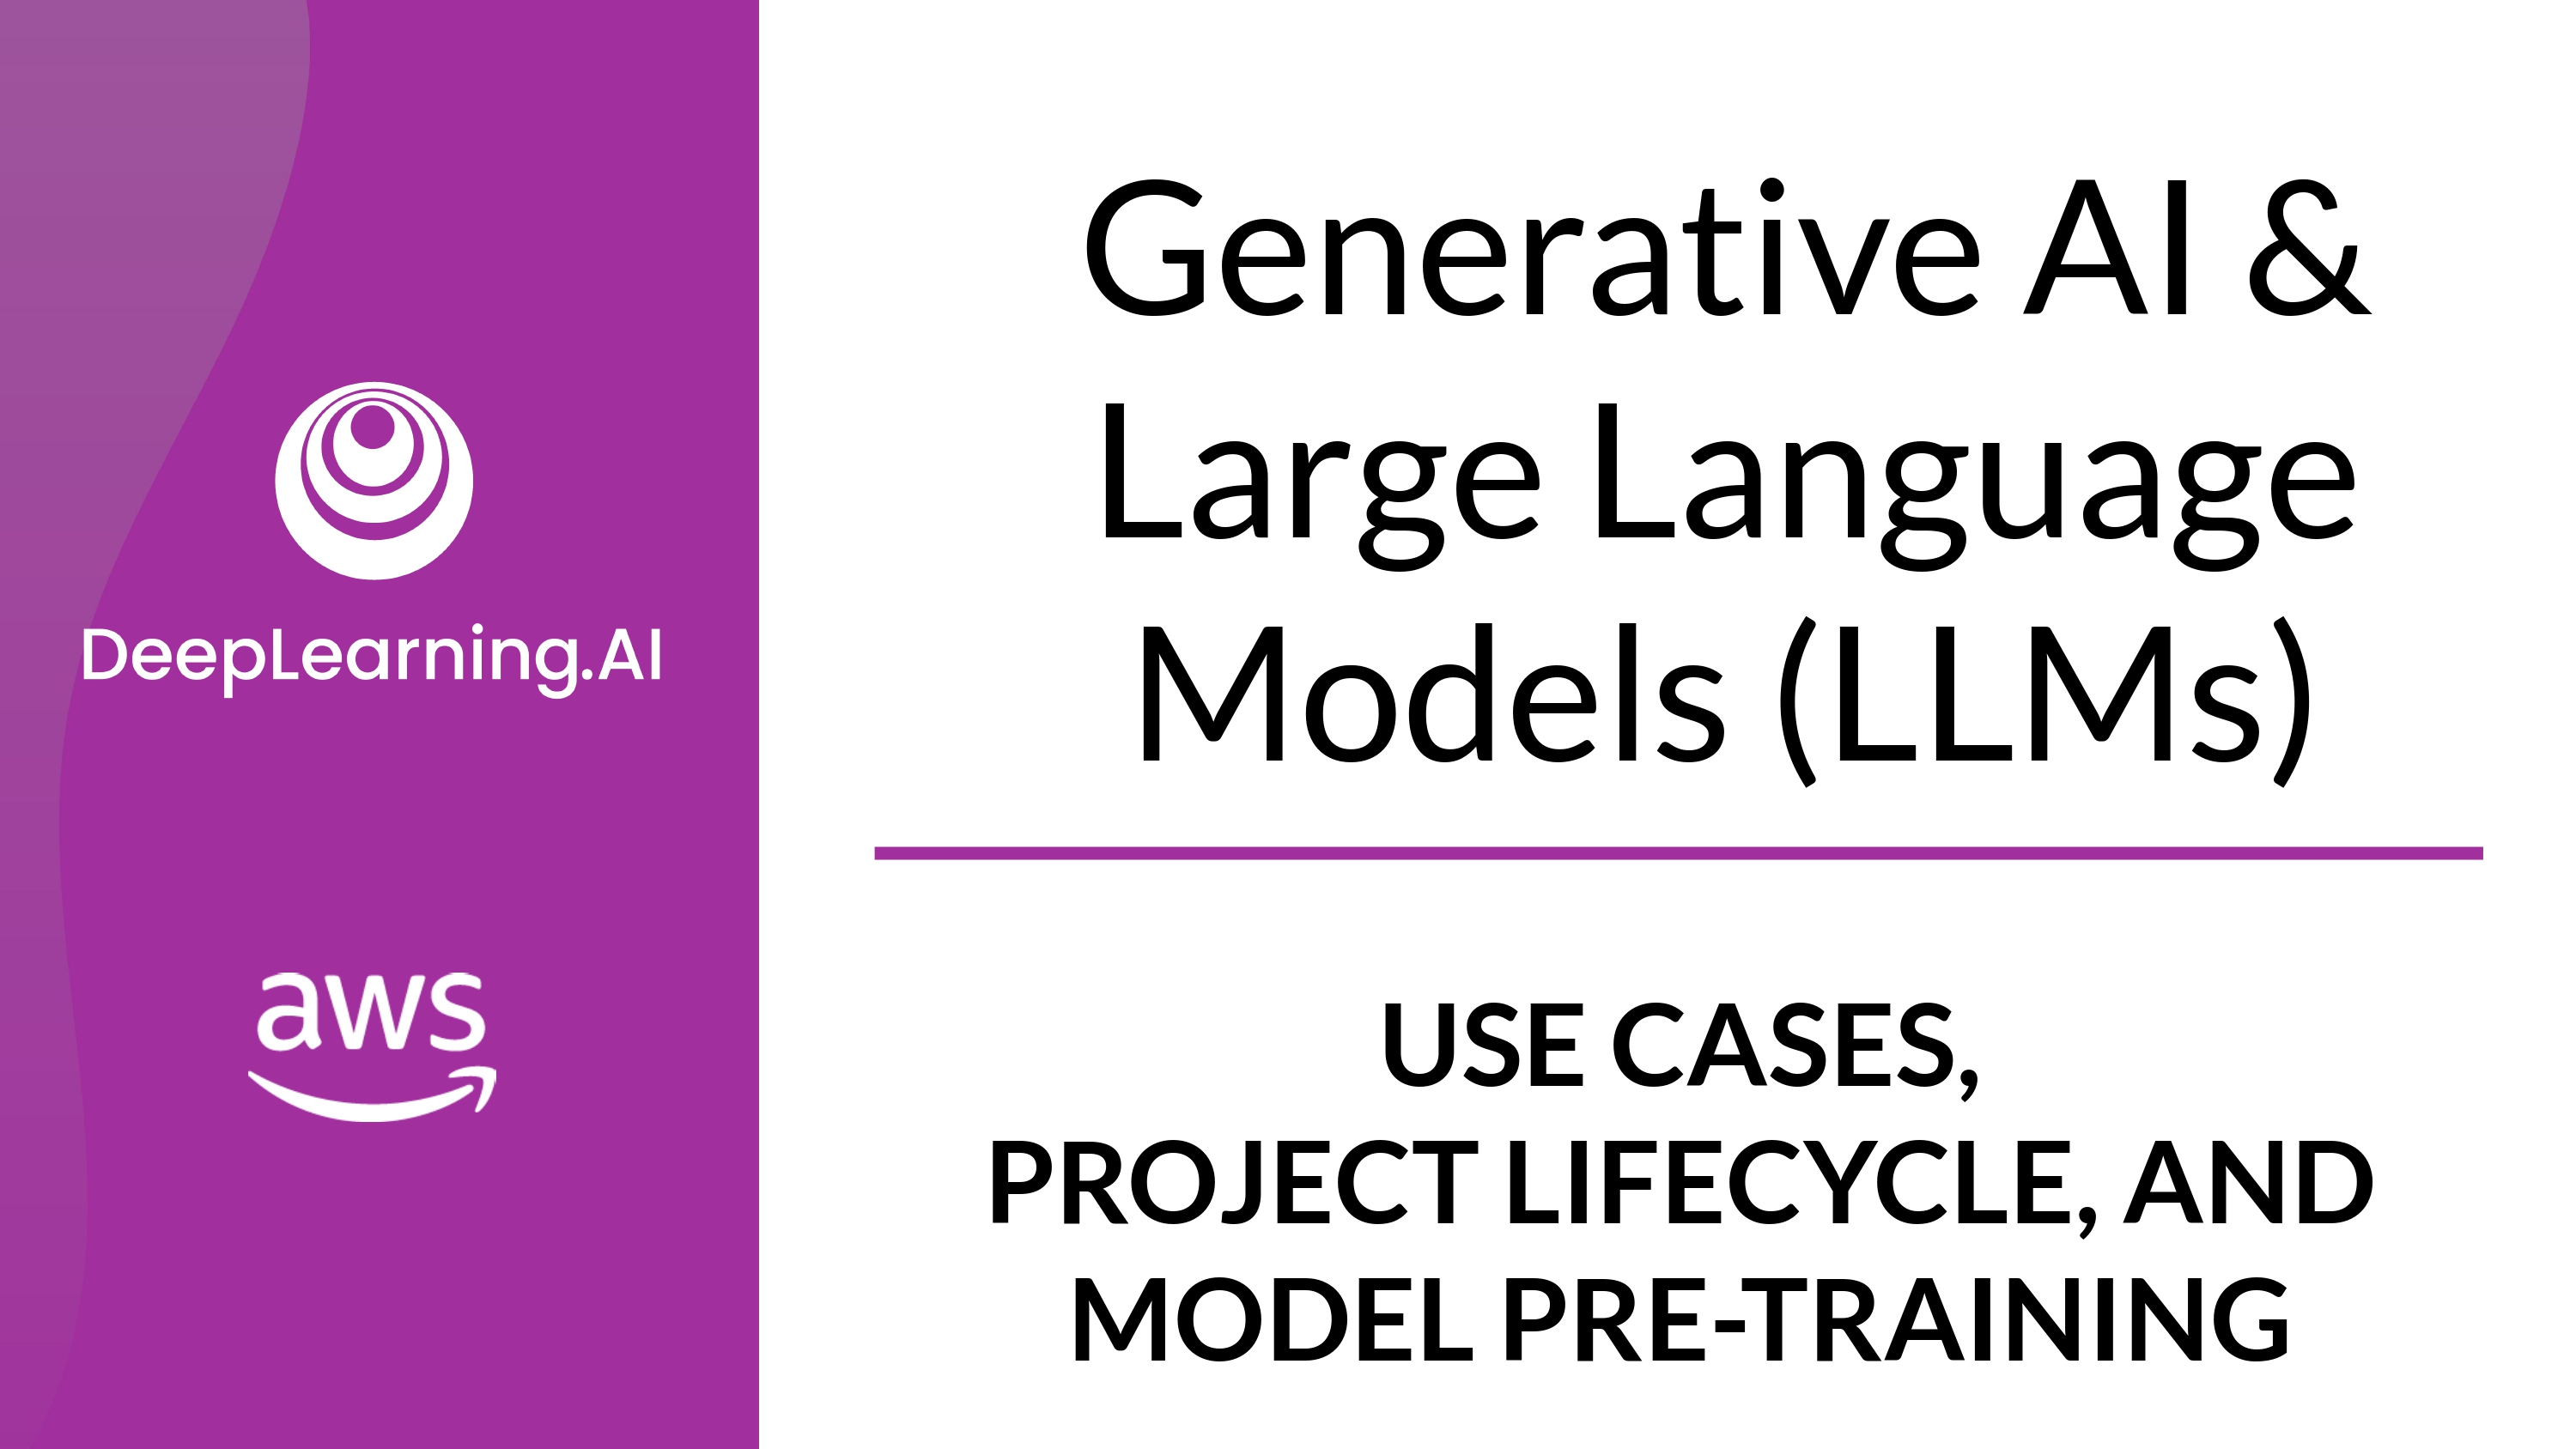 DeepLearning.AI
aws
Generative AI &
Large Language
Models (LLMs)
USE CASES,
PROJECT LIFECYCLE, AND
MODEL PRE-TRAINING